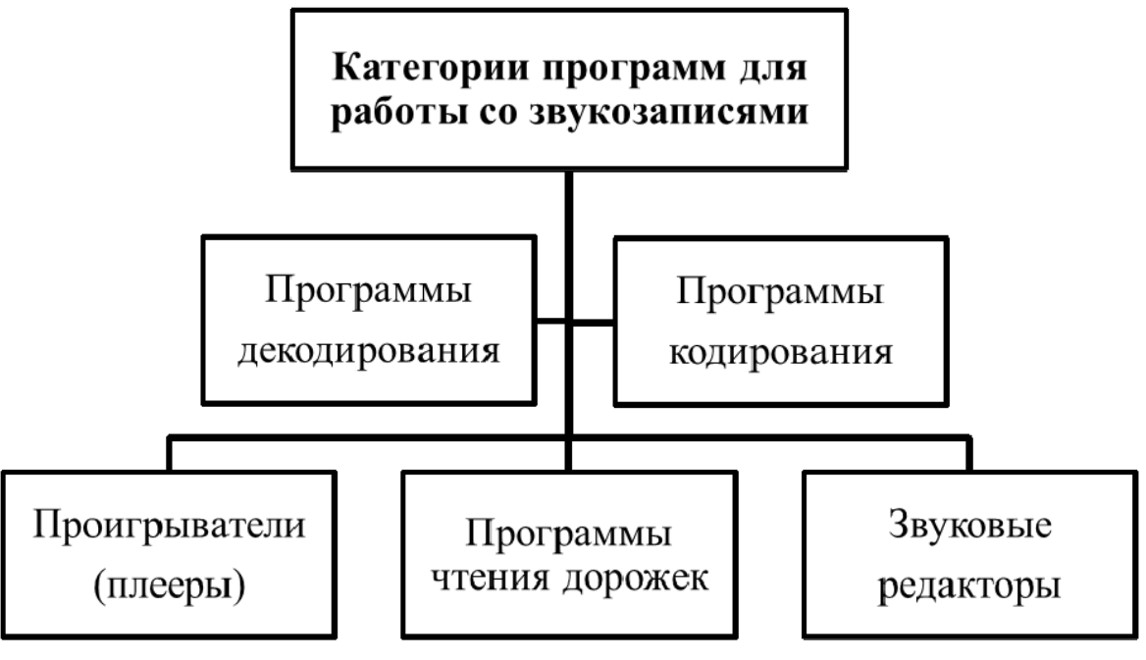 Категории программ для
работы со звукозаписями
Программы
декодирования
Программы
кодирования
Проигрыватели
(плееры)
Программы
чтения дорожек
Звуковые
редакторы